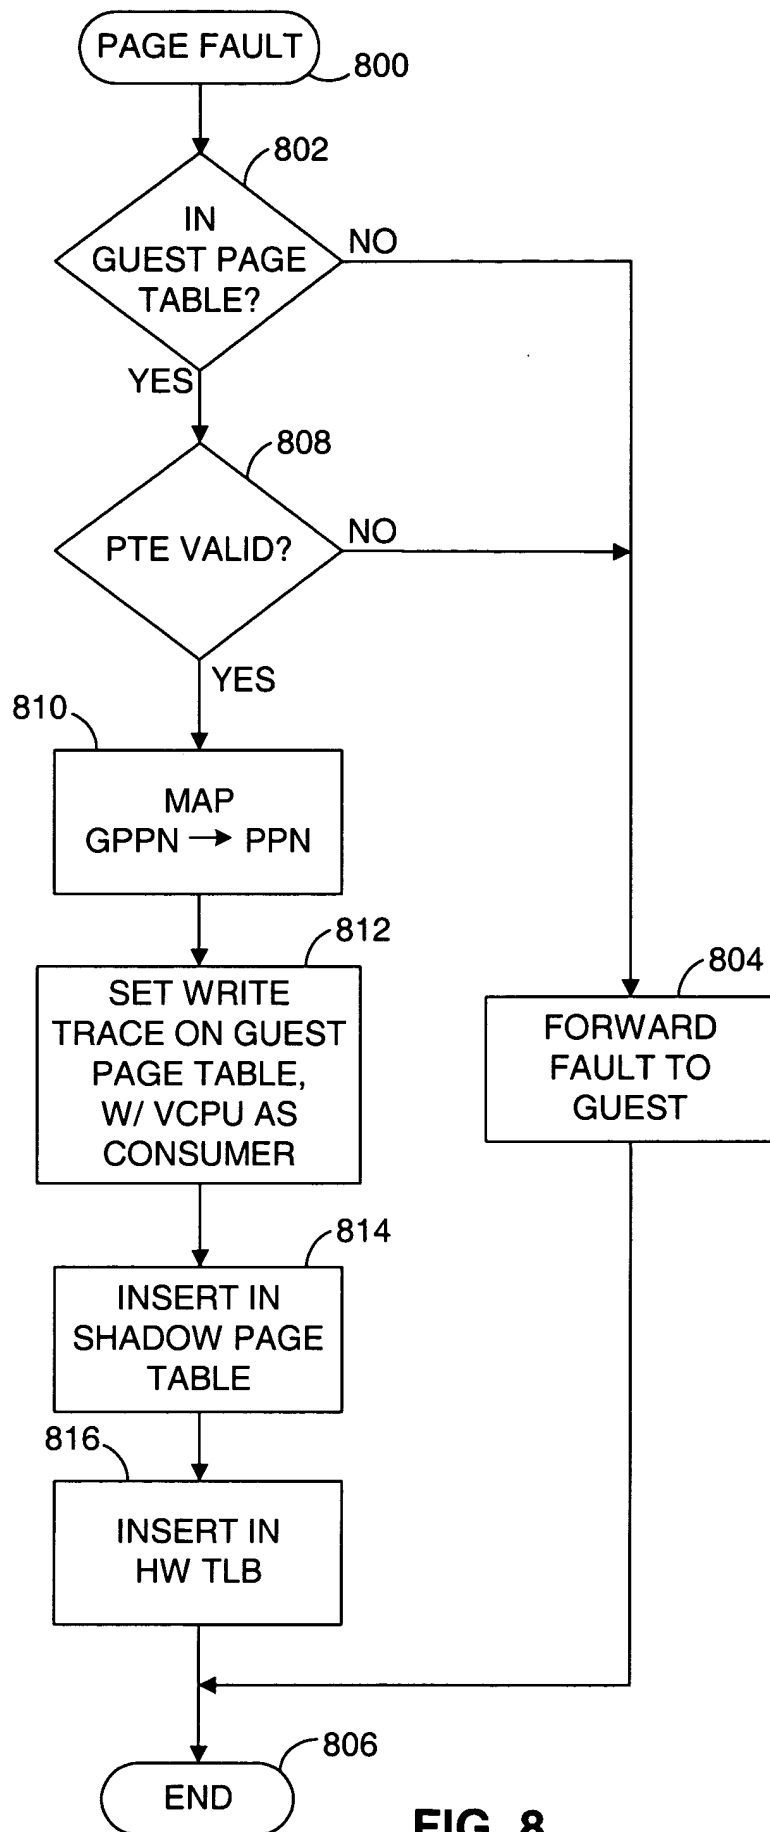 PAGE FAULT
800
802
IN
GUEST PAGE
TABLE?
NO
YES
808
PTE VALID?
NO
YES
810
MAP
GPPN → PPN
812
SET WRITE
TRACE ON GUEST
PAGE TABLE,
W/ VCPU AS
CONSUMER
804
FORWARD
FAULT TO
GUEST
814
INSERT IN
SHADOW PAGE
TABLE
816
INSERT IN
HW TLB
806
END
FIG. 8